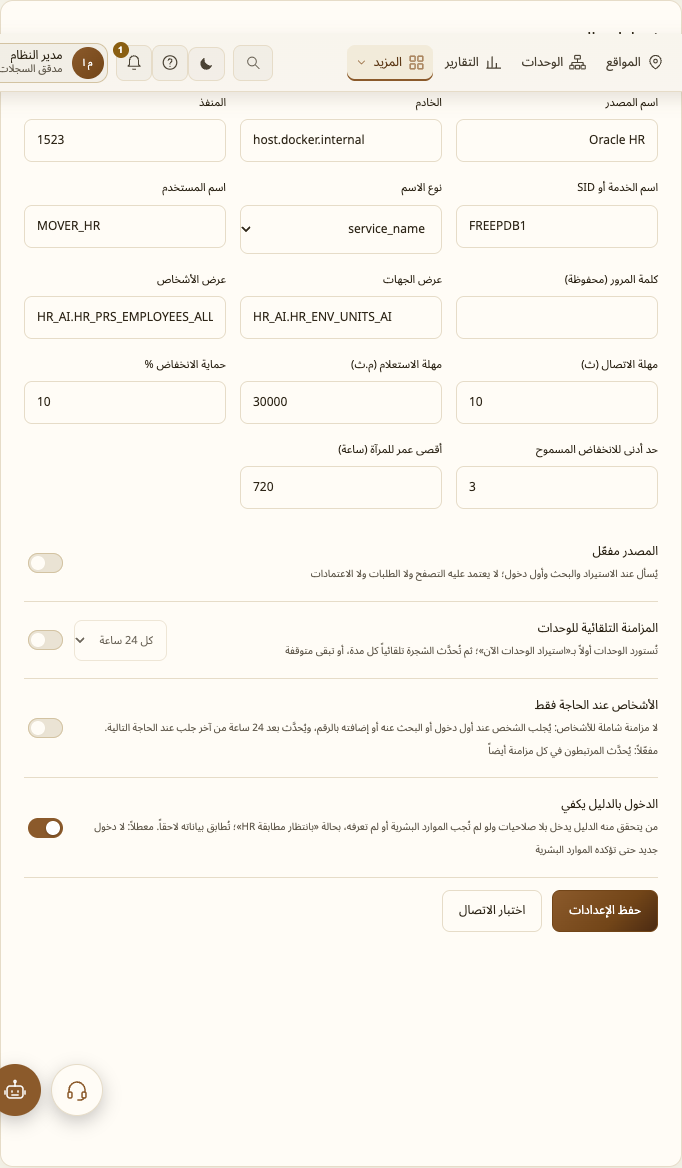 المواقع
الوحدات
التقارير
المزيد
1
م ا
مدير النظام
مدقق السجلات
اسم المصدر
الخادم
المنفذ
Oracle HR
host.docker.internal
1523
اسم الخدمة أو SID
نوع الاسم
اسم المستخدم
FREEPDB1
service_name
MOVER_HR
كلمة المرور (محفوظة)
عرض الجهات
عرض الأشخاص
HR_AI.HR_ENV_UNITS_AI
HR_AI.HR_PRS_EMPLOYEES_ALL
مهلة الاتصال (ث)
مهلة الاستعلام (م.ث)
حماية الانخفاض %
10
30000
10
حد أدنى للانخفاض المسموح
أقصى عمر للمرآة (ساعة)
3
720
المصدر مفعّل
يُسأل عند الاستيراد والبحث وأول دخول؛ لا يعتمد عليه التصفح ولا الطلبات ولا الاعتمادات
المزامنة التلقائية للوحدات
كل 24 ساعة
تُستورد الوحدات أولاً بـ«استيراد الوحدات الآن»؛ ثم تُحدَّث الشجرة تلقائياً كل مدة، أو تبقى متوقفة
الأشخاص عند الحاجة فقط
لا مزامنة شاملة للأشخاص: يُجلب الشخص عند أول دخول أو البحث عنه أو إضافته بالرقم، ويُحدَّث بعد 24 ساعة من آخر جلب عند الحاجة التالية.
مفعّلاً: يُحدَّث المرتبطون في كل مزامنة أيضاً
الدخول بالدليل يكفي
من يتحقق منه الدليل يدخل بلا صلاحيات ولو لم تُجب الموارد البشرية أو لم تعرفه، بحالة «بانتظار مطابقة HR»؛ تُطابق بياناته لاحقاً. معطلاً: لا دخول
جديد حتى تؤكده الموارد البشرية
حفظ الإعدادات
اختبار الاتصال